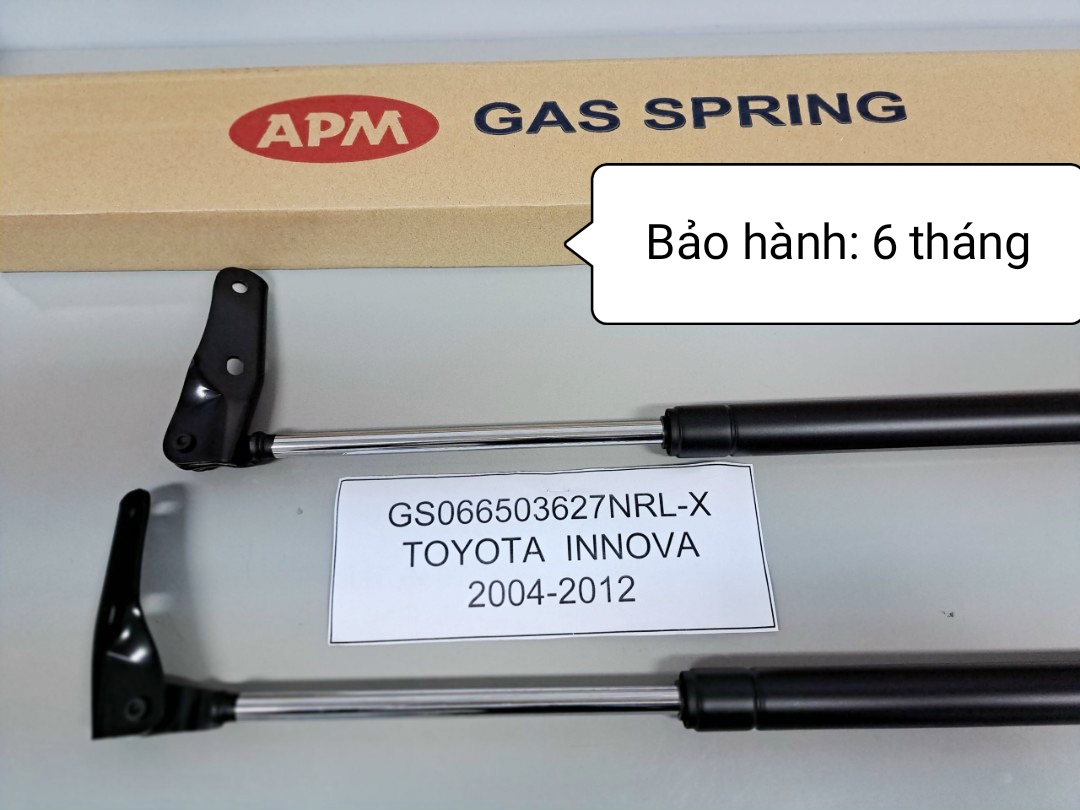 APM GAS SPRING
Bảo hành: 6 tháng
GS066503627NRL-X
TOYOTA INNOVA
2004-2012